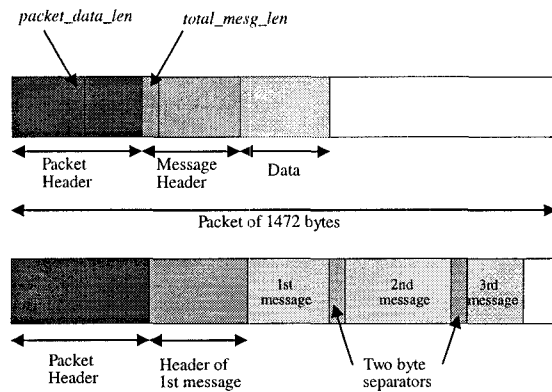 packet_data_len
total_mesg_len
Packet
Header
Message
Header
Data
Packet of 1472 bytes
1st
message
2nd
message
3rd
message
Packet
Header
Header of
1st message
Two byte
separators